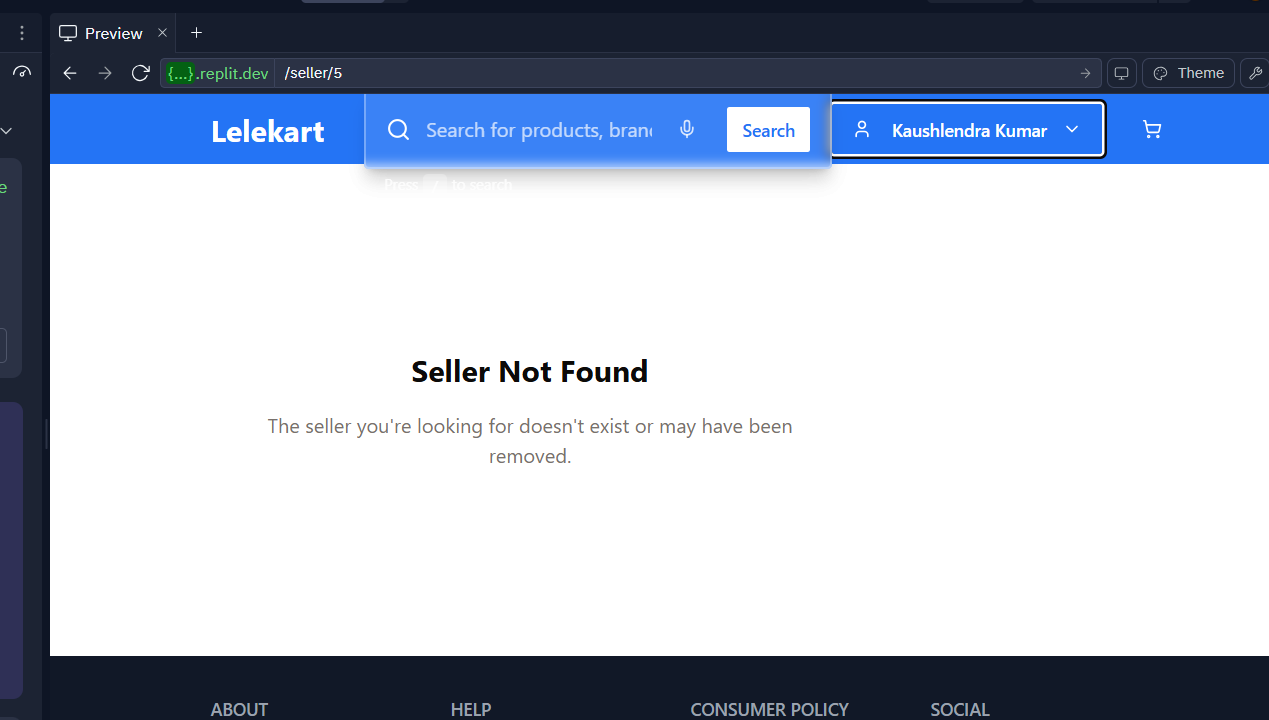 Preview
{...}.replit.dev /seller/5 Theme
e
Lelekart Search for products, branc Search Kaushlendra Kumar
Press / to search
Seller Not Found
The seller you're looking for doesn't exist or may have been
removed.
ABOUT HELP CONSUMER POLICY SOCIAL